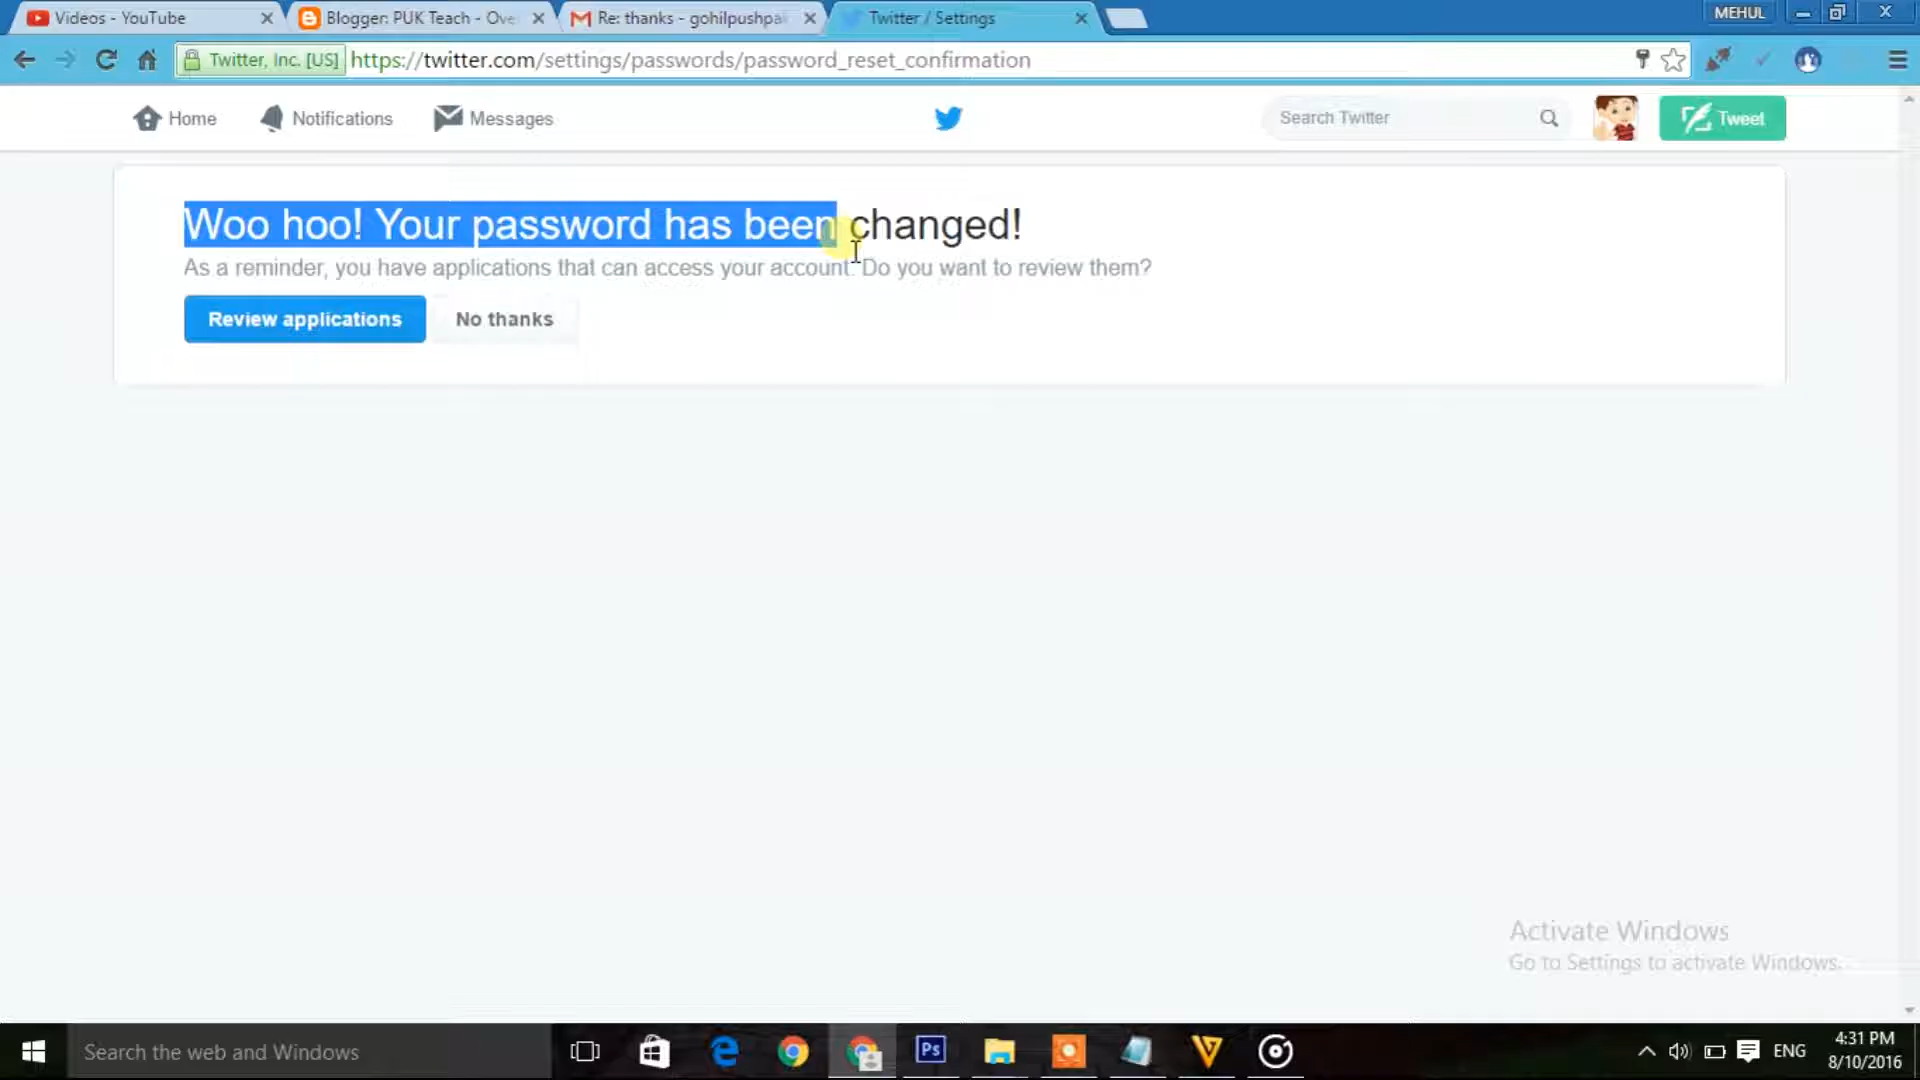 Videos - YouTube
Blogger: PUK Teach - Ove
Re: thanks - gohilpushpa
Twitter / Settings
MEHUL
Twitter, Inc. [US]
https://twitter.com/settings/passwords/password_reset_confirmation
Home
Notifications
Messages
Search Twitter
Tweet
Woo hoo! Your password has been changed!
As a reminder, you have applications that can access your account. Do you want to review them?
Review applications
No thanks
Activate Windows
Go to Settings to activate Windows.
Search the web and Windows
Ps
ENG
4:31 PM
8/10/2016